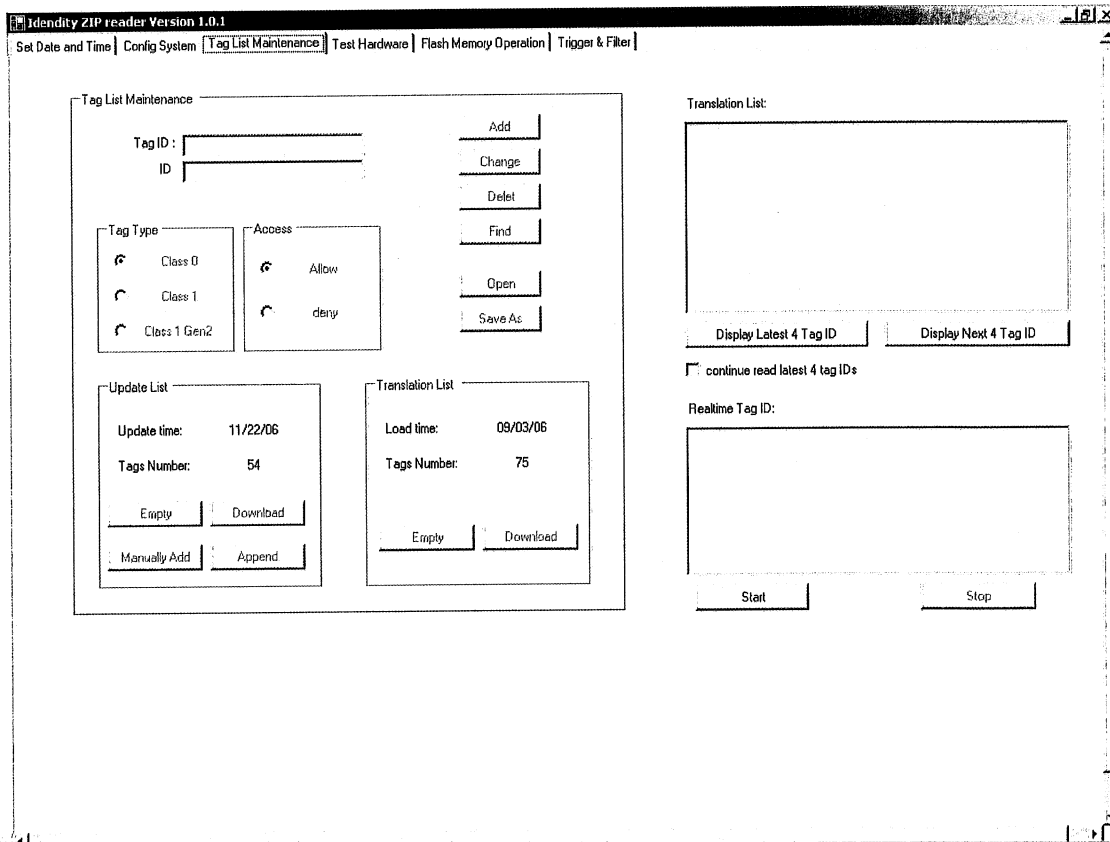 Idendity ZIP reader Version 1.0.1
Set Date and Time Config System Tag List Maintenance Test Hardware Flash Memory Operation Trigger & Filter
Tag List Maintenance
Tag ID :
ID
Add
Change
Delet
Find
Open
Save As
Tag Type
Class 0
Class 1
Class 1 Gen2
Access
Allow
deny
Update List
Update time: 11/22/06
Tags Number: 54
Empty Download
Manually Add Append
Translation List
Load time: 09/03/06
Tags Number: 75
Empty Download
Translation List:
Display Latest 4 Tag ID Display Next 4 Tag ID
continue read latest 4 tag IDs
Realtime Tag ID:
Start Stop